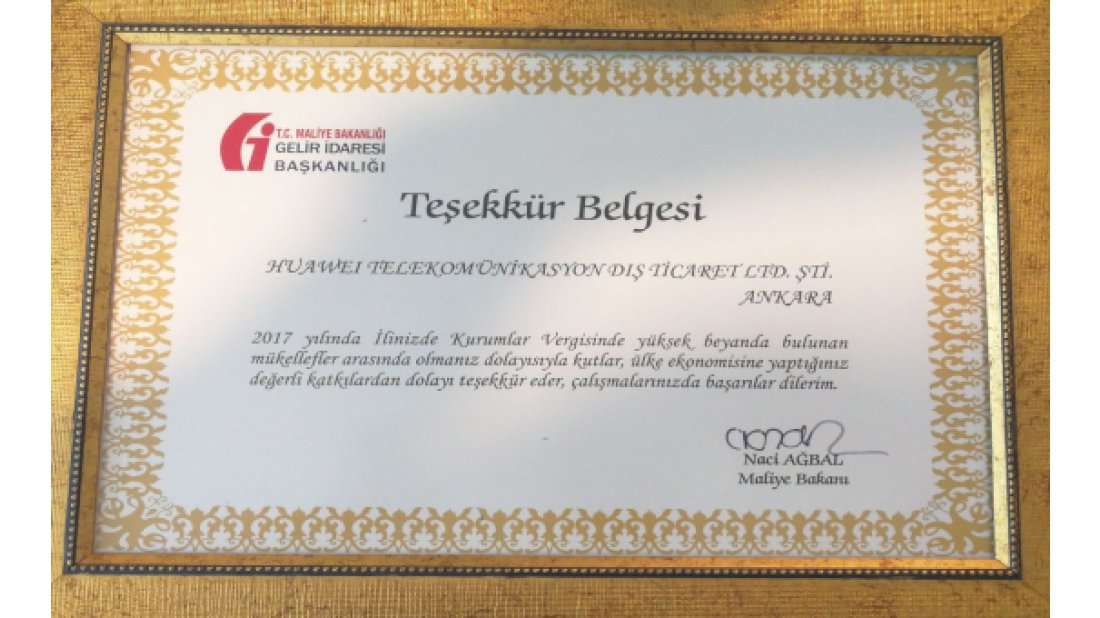 T.C. MALİYE BAKANLIĞI
GELİR İDARESİ
BAŞKANLIĞI
Teşekkür Belgesi
HUAWEI TELEKOMÜNİKASYON DIŞ TİCARET LTD. ŞTİ.
ANKARA
2017 yılında İlinizde Kurumlar Vergisinde yüksek beyanda bulunan
mükellefler arasında olmanız dolayısıyla kutlar, ülke ekonomisine yaptığınız
değerli katkılardan dolayı teşekkür eder, çalışmalarınızda başarılar dilerim.
Naci AĞBAL
Maliye Bakanı